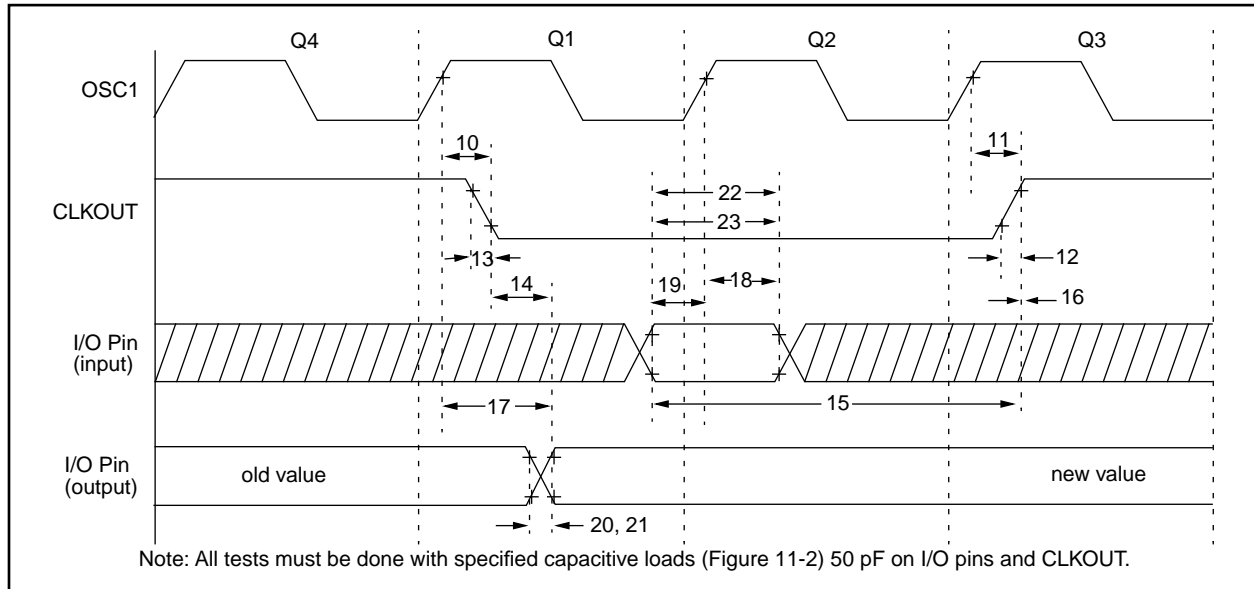 Q4 Q1 Q2 Q3
OSC1
10 11
22
CLKOUT
23
13 12
14 19 18 16
I/O Pin
(input)
17 15
I/O Pin
(output)
old value new value
20, 21
Note: All tests must be done with specified capacitive loads (Figure 11-2) 50 pF on I/O pins and CLKOUT.